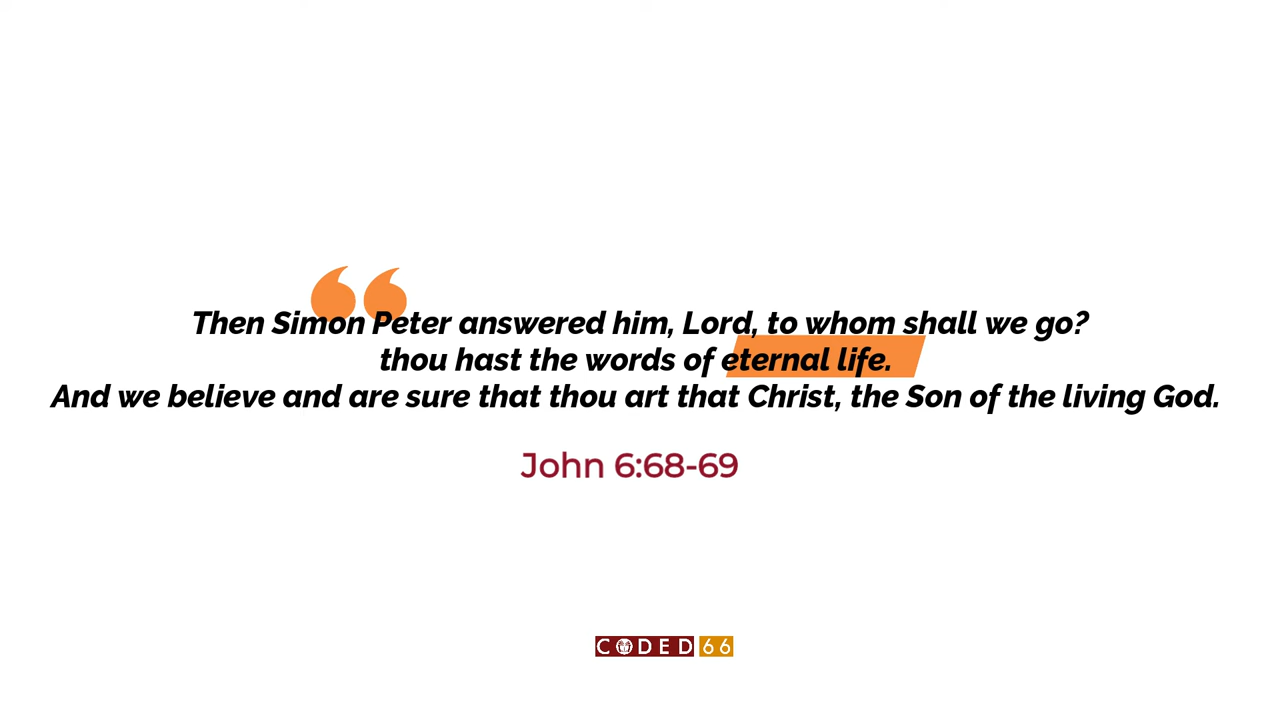 Then Simon Peter answered him, Lord, to whom shall we go?
thou hast the words of eternal life.
And we believe and are sure that thou art that Christ, the Son of the living God.
John 6:68-69
CODED 66